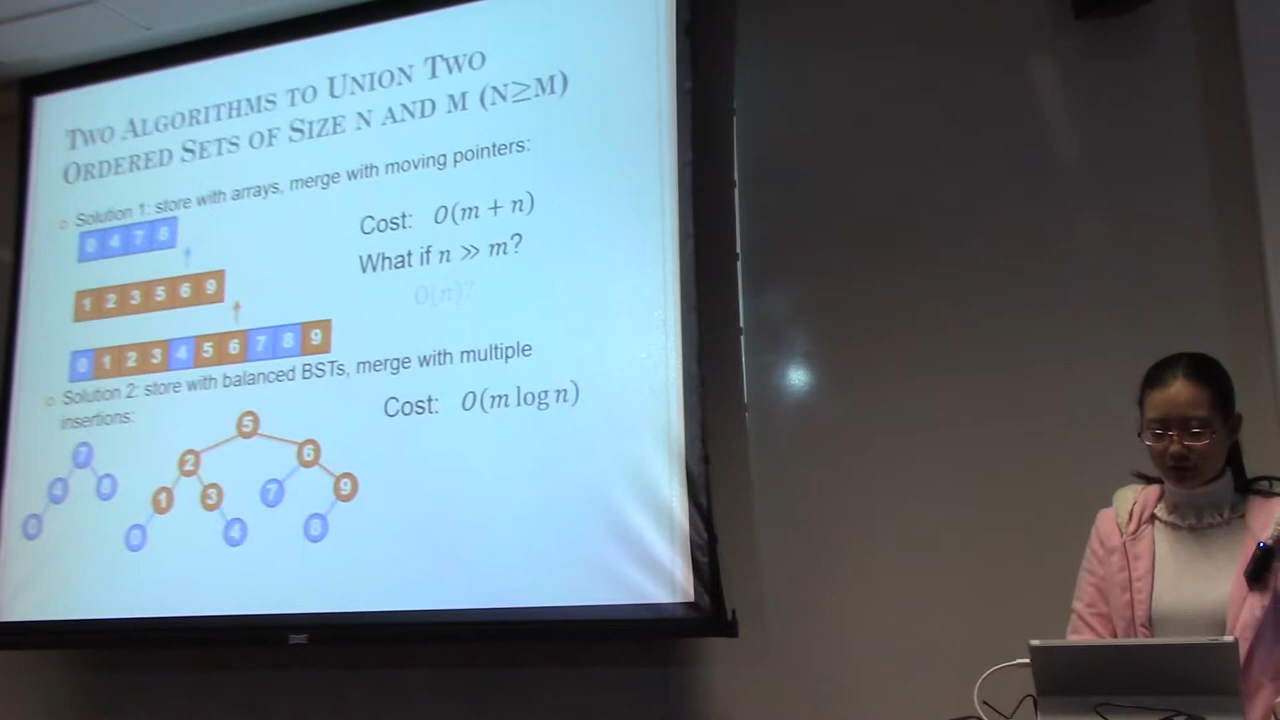 TWO ALGORITHMS TO UNION TWO
ORDERED SETS OF SIZE N AND M (N≥M)
Solution 1: store with arrays, merge with moving pointers:
0 4 7 8
Cost: O(m + n)
What if n ≫ m?
1 2 3 5 6 9
O(n)?
0 1 2 3 4 5 6 7 8 9
Solution 2: store with balanced BSTs, merge with multiple
insertions:
Cost: O(m log n)
5
7 2 6
4 8 1 3 7 9
0 0 4 8